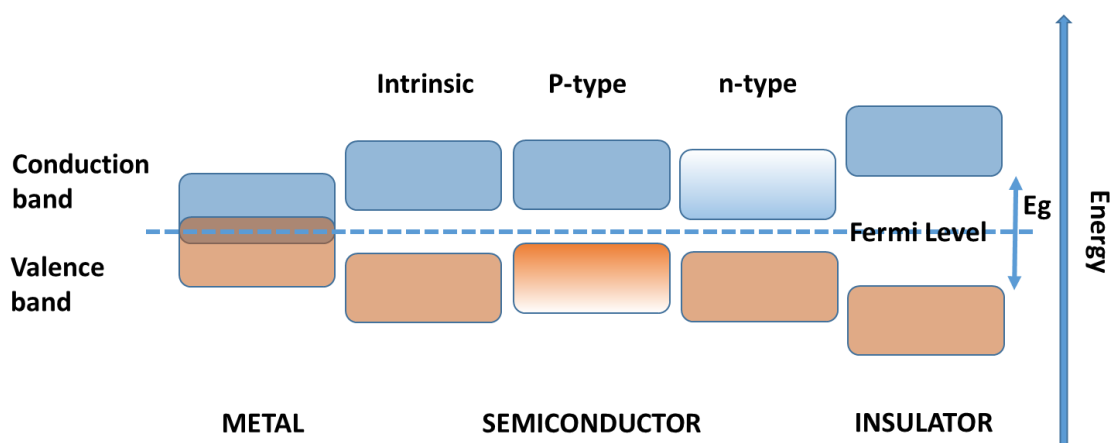 Intrinsic
P-type
n-type
Conduction
band
Eg
Energy
Fermi Level
Valence
band
METAL
SEMICONDUCTOR
INSULATOR